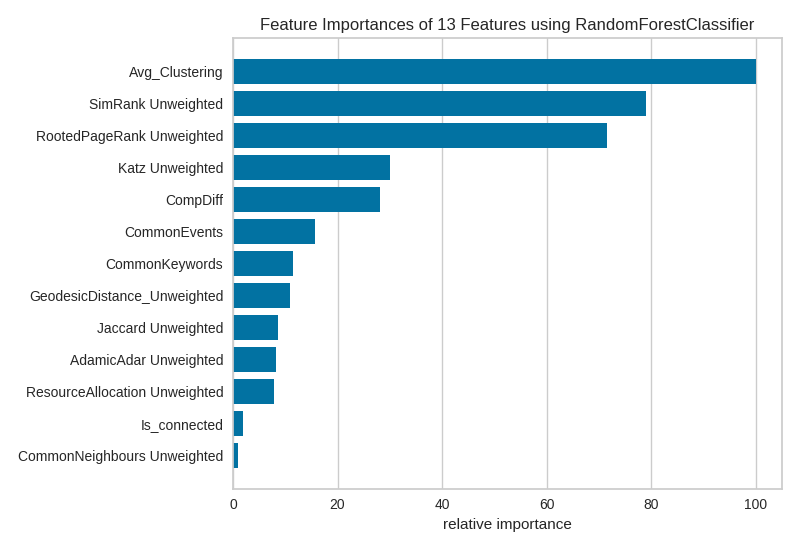 Feature Importances of 13 Features using RandomForestClassifier
Avg_Clustering
SimRank Unweighted
RootedPageRank Unweighted
Katz Unweighted
CompDiff
CommonEvents
CommonKeywords
GeodesicDistance_Unweighted
Jaccard Unweighted
AdamicAdar Unweighted
ResourceAllocation Unweighted
Is_connected
CommonNeighbours Unweighted
0 20 40 60 80 100
relative importance